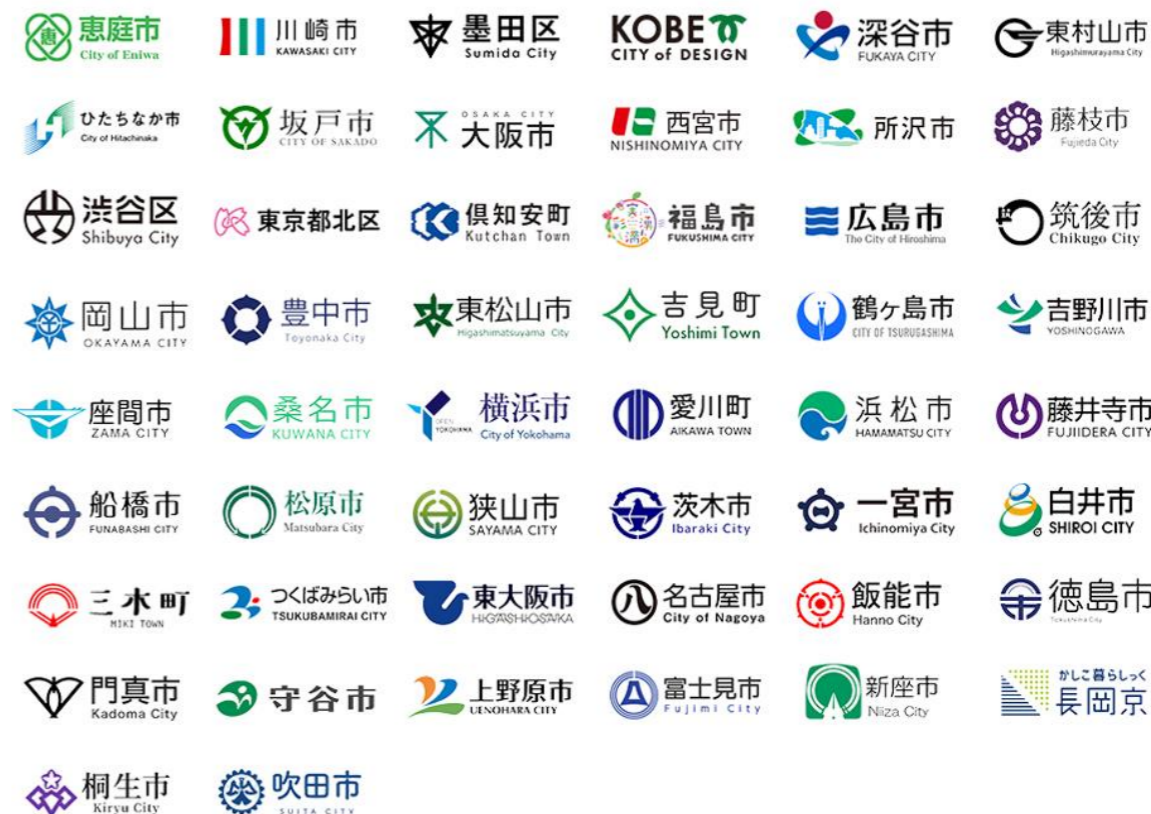 恵庭市
City of Eniwa
川崎市
KAWASAKI CITY
墨田区
Sumida City
KOBE
CITY of DESIGN
深谷市
FUKAYA CITY
東村山市
Higashimurayama City
ひたちなか市
City of Hitachinaka
坂戸市
CITY OF SAKADO
OSAKA CITY
大阪市
西宮市
NISHINOMIYA CITY
所沢市
藤枝市
Fujieda City
渋谷区
Shibuya City
東京都北区
倶知安町
Kutchan Town
福島市
FUKUSHIMA CITY
広島市
The City of Hiroshima
筑後市
Chikugo City
岡山市
OKAYAMA CITY
豊中市
Toyonaka City
東松山市
Higashimatsuyama City
吉見町
Yoshimi Town
鶴ヶ島市
CITY OF TSURUGASHIMA
吉野川市
YOSHINOGAWA
座間市
ZAMA CITY
桑名市
KUWANA CITY
OPEN
YOKOHAMA
横浜市
City of Yokohama
愛川町
AIKAWA TOWN
浜松市
HAMAMATSU CITY
藤井寺市
FUJIIDERA CITY
船橋市
FUNABASHI CITY
松原市
Matsubara City
狭山市
SAYAMA CITY
茨木市
Ibaraki City
一宮市
Ichinomiya City
白井市
SHIROI CITY
三木町
MIKI TOWN
つくばみらい市
TSUKUBAMIRAI CITY
東大阪市
HIGASHIOSAKA
八
名古屋市
City of Nagoya
飯能市
Hanno City
徳島市
Tokushima City
門真市
Kadoma City
守谷市
上野原市
UENOHARA CITY
富士見市
Fujimi City
新座市
Niiza City
かしこ暮らしっく
長岡京
桐生市
Kiryu City
吹田市
SUITA CITY